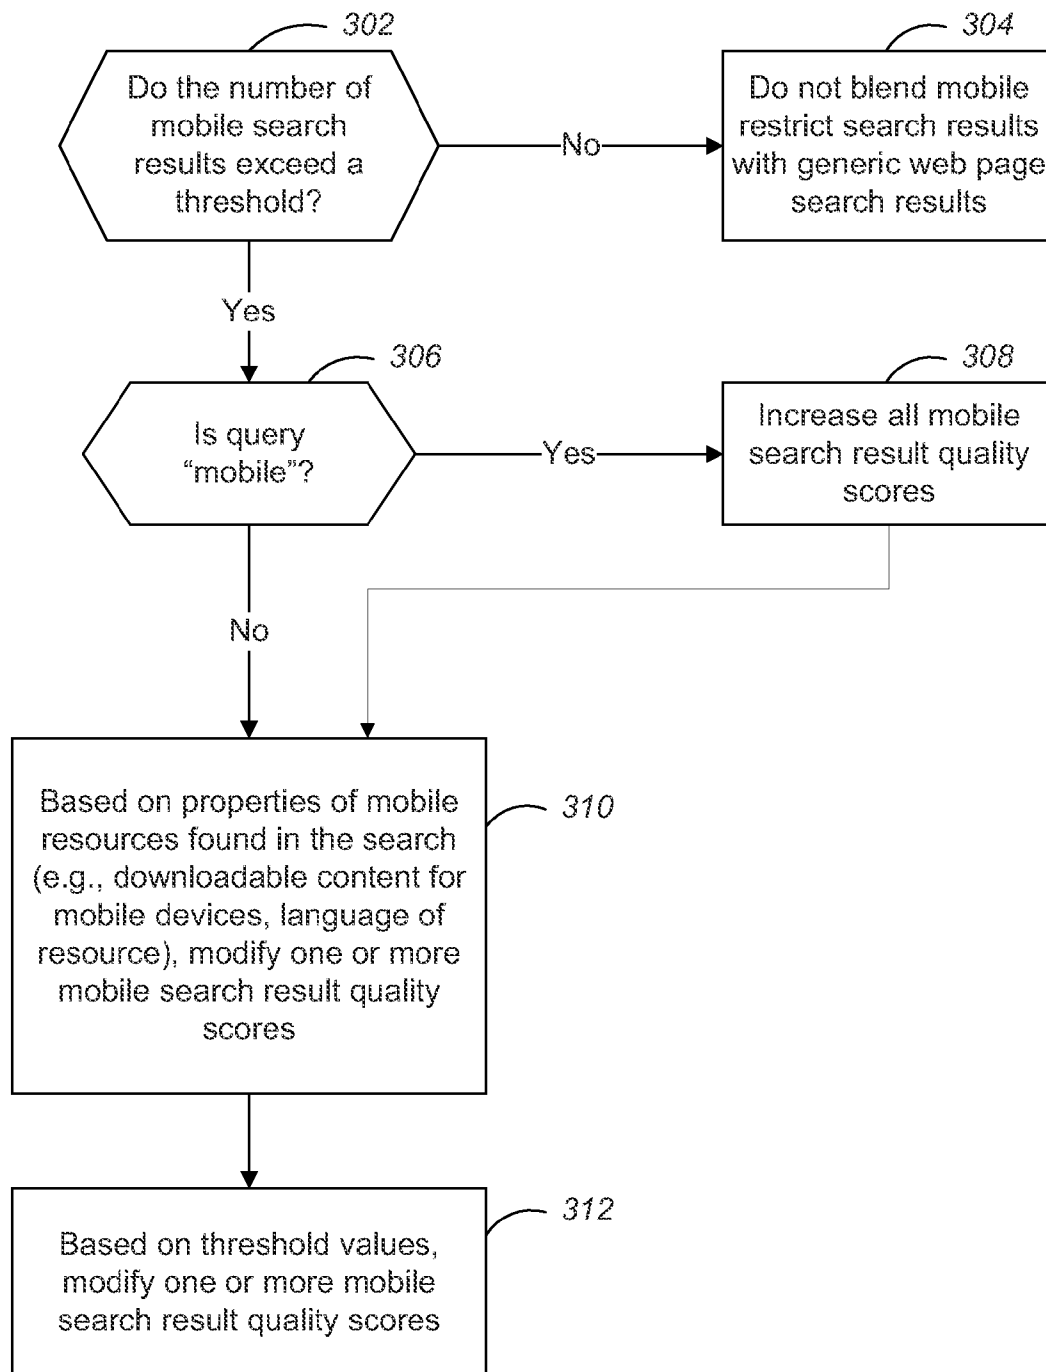 302
Do the number of
mobile search
results exceed a
threshold?
No
304
Do not blend mobile
restrict search results
with generic web page
search results
Yes
306
Is query
“mobile”?
Yes
308
Increase all mobile
search result quality
scores
No
310
Based on properties of mobile
resources found in the search
(e.g., downloadable content for
mobile devices, language of
resource), modify one or more
mobile search result quality
scores
312
Based on threshold values,
modify one or more mobile
search result quality scores